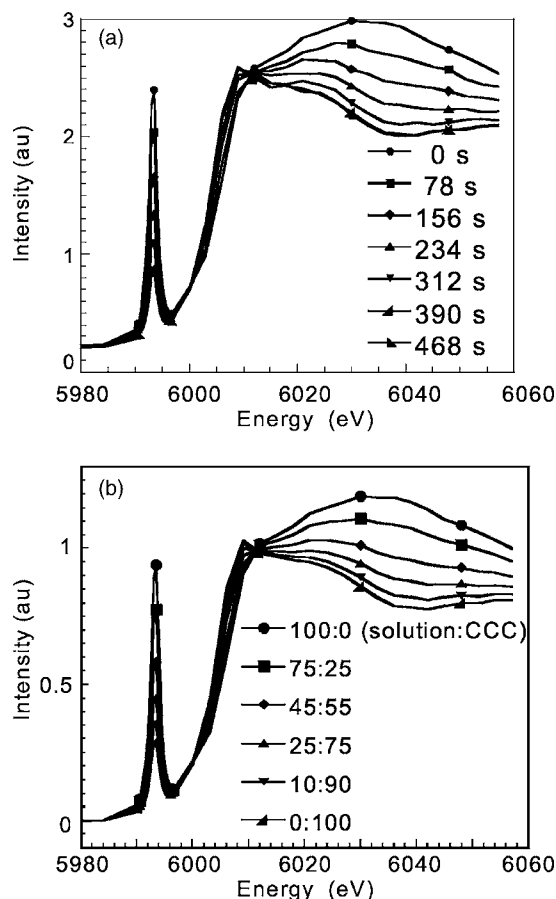 (a)
3
2
1
0
Intensity (au)
0 s
78 s
156 s
234 s
312 s
390 s
468 s
5980 6000 6020 6040 6060
Energy (eV)
(b)
1
0.5
0
Intensity (au)
100:0 (solution:CCC)
75:25
45:55
25:75
10:90
0:100
5980 6000 6020 6040 6060
Energy (eV)